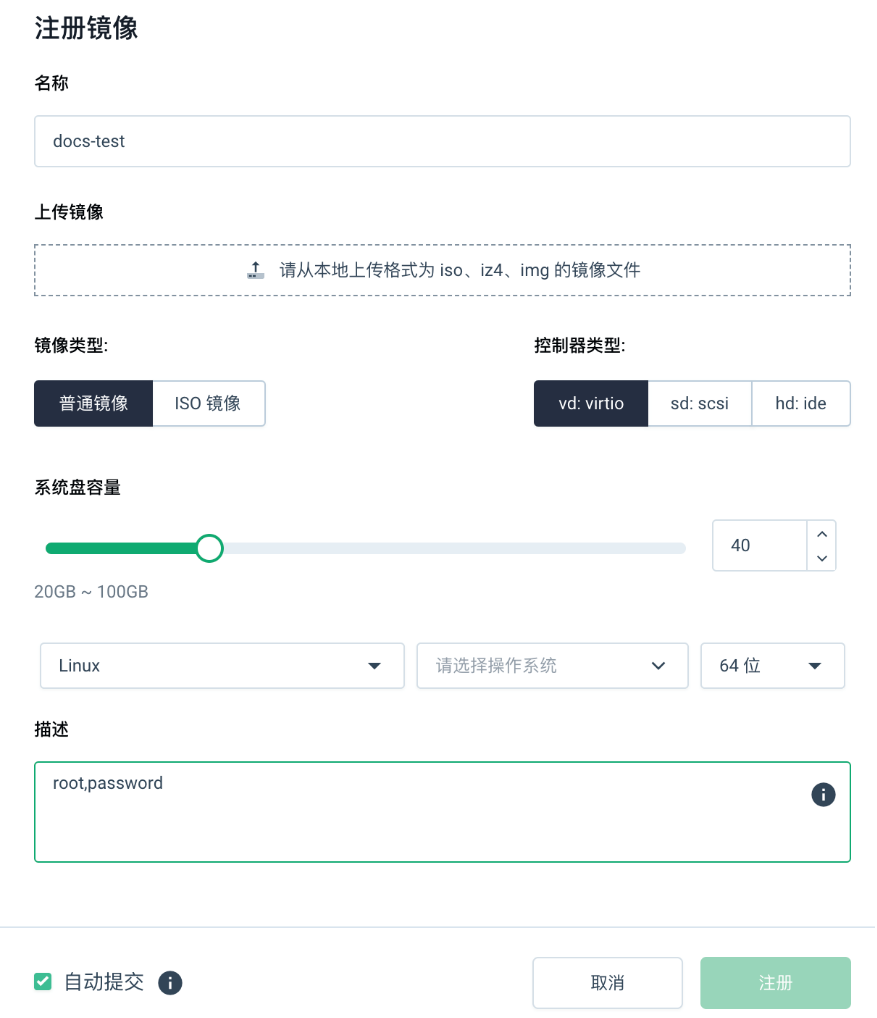 注册镜像
名称
docs-test
上传镜像
请从本地上传格式为 iso、iz4、img 的镜像文件
镜像类型:
控制器类型:
普通镜像 ISO 镜像
vd: virtio sd: scsi hd: ide
系统盘容量
40
20GB ~ 100GB
Linux 请选择操作系统 64 位
描述
root,password
自动提交
取消 注册